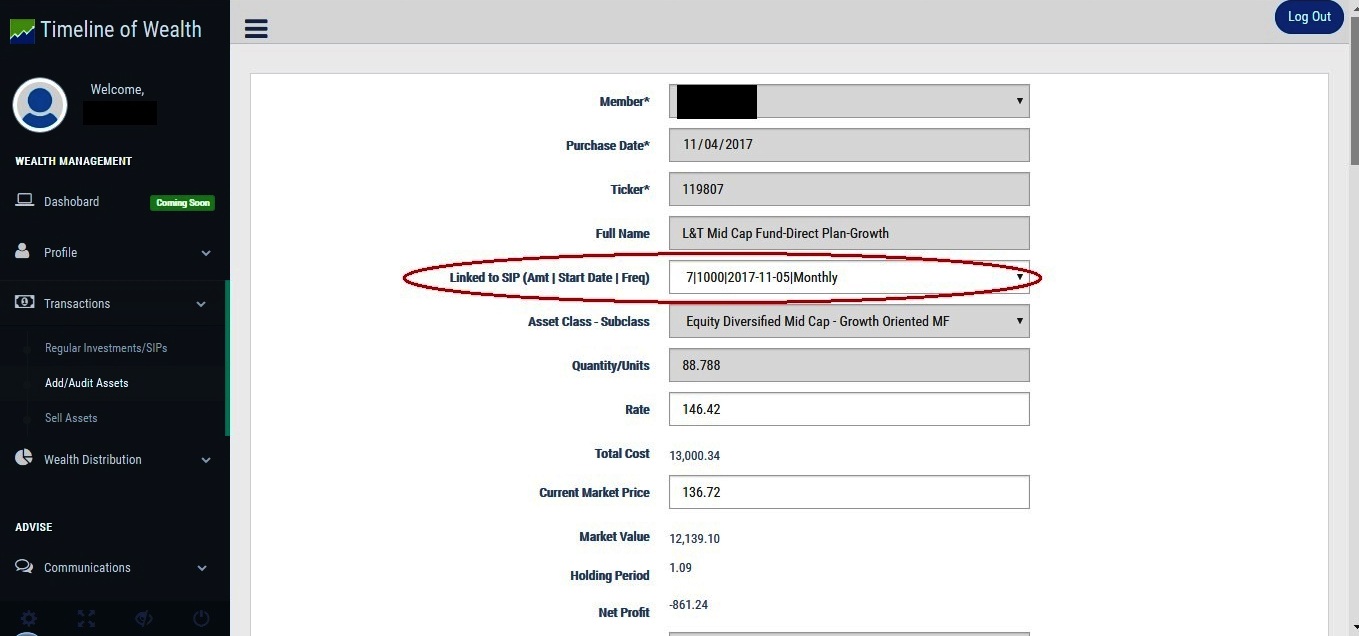 Timeline of Wealth
Log Out
Welcome,
WEALTH MANAGEMENT
Dashobard Coming Soon
Profile
Transactions
Regular Investments/SIPs
Add/Audit Assets
Sell Assets
Wealth Distribution
ADVISE
Communications
Member*
Purchase Date* 11/04/2017
Ticker* 119807
Full Name L&T Mid Cap Fund-Direct Plan-Growth
Linked to SIP (Amt | Start Date | Freq) 7|1000|2017-11-05|Monthly
Asset Class - Subclass Equity Diversified Mid Cap - Growth Oriented MF
Quantity/Units 88.788
Rate 146.42
Total Cost 13,000.34
Current Market Price 136.72
Market Value 12,139.10
Holding Period 1.09
Net Profit -861.24